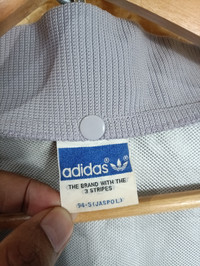 adidas
THE BRAND WITH THE
3 STRIPES